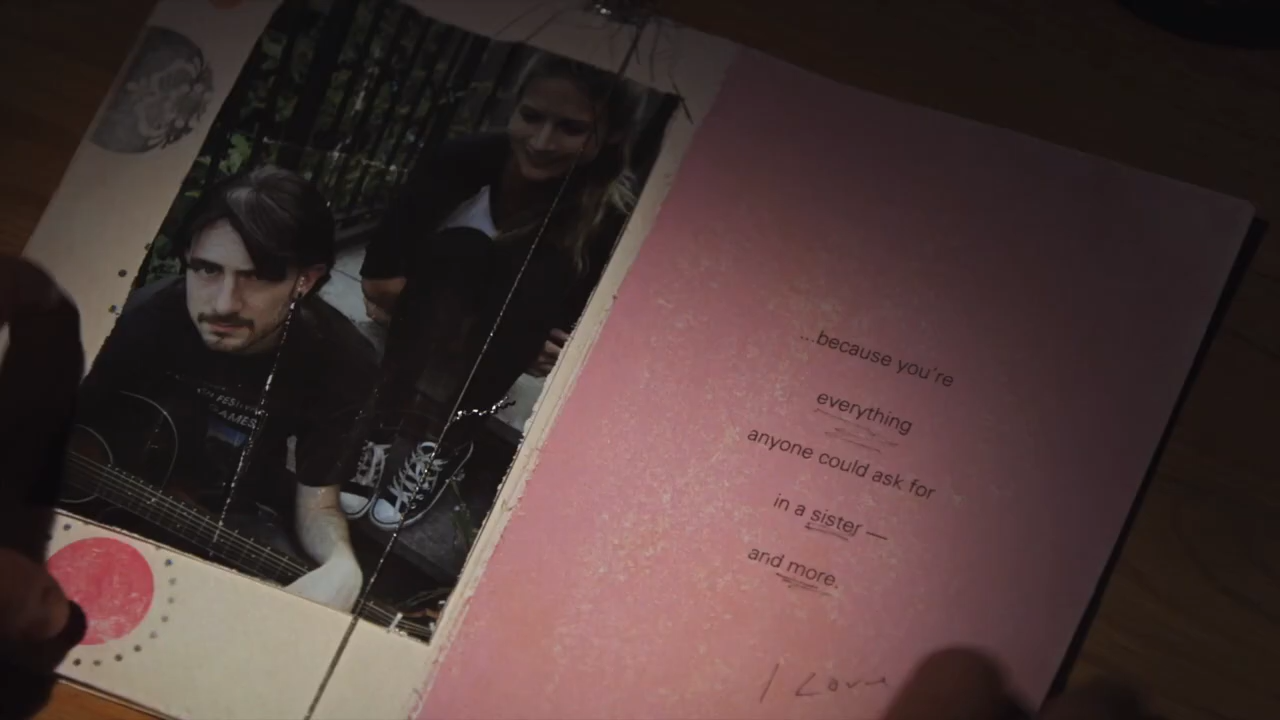 ...because you're
everything
anyone could ask for
in a sister —
and more.
I Love